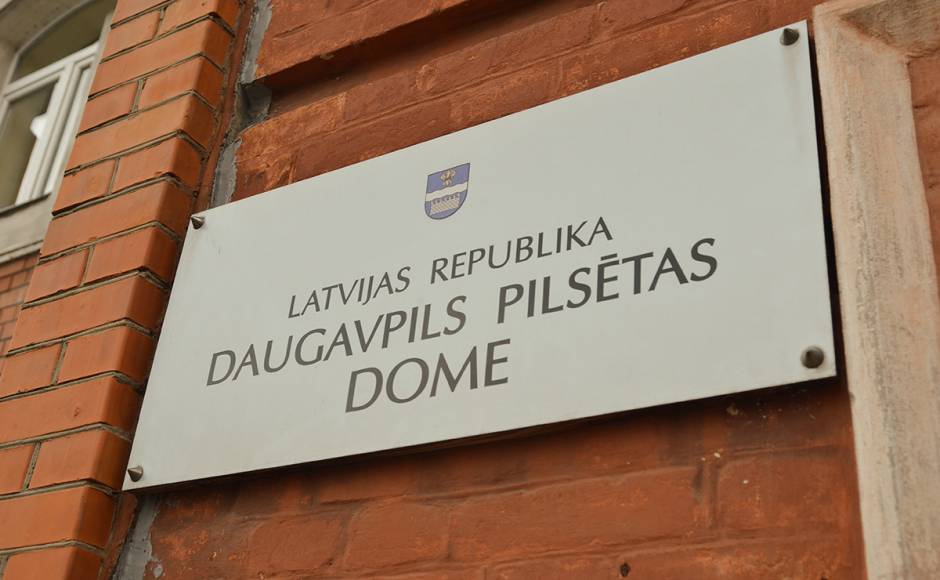 LATVIJAS REPUBLIKA
DAUGAVPILS PILSĒTAS
DOME